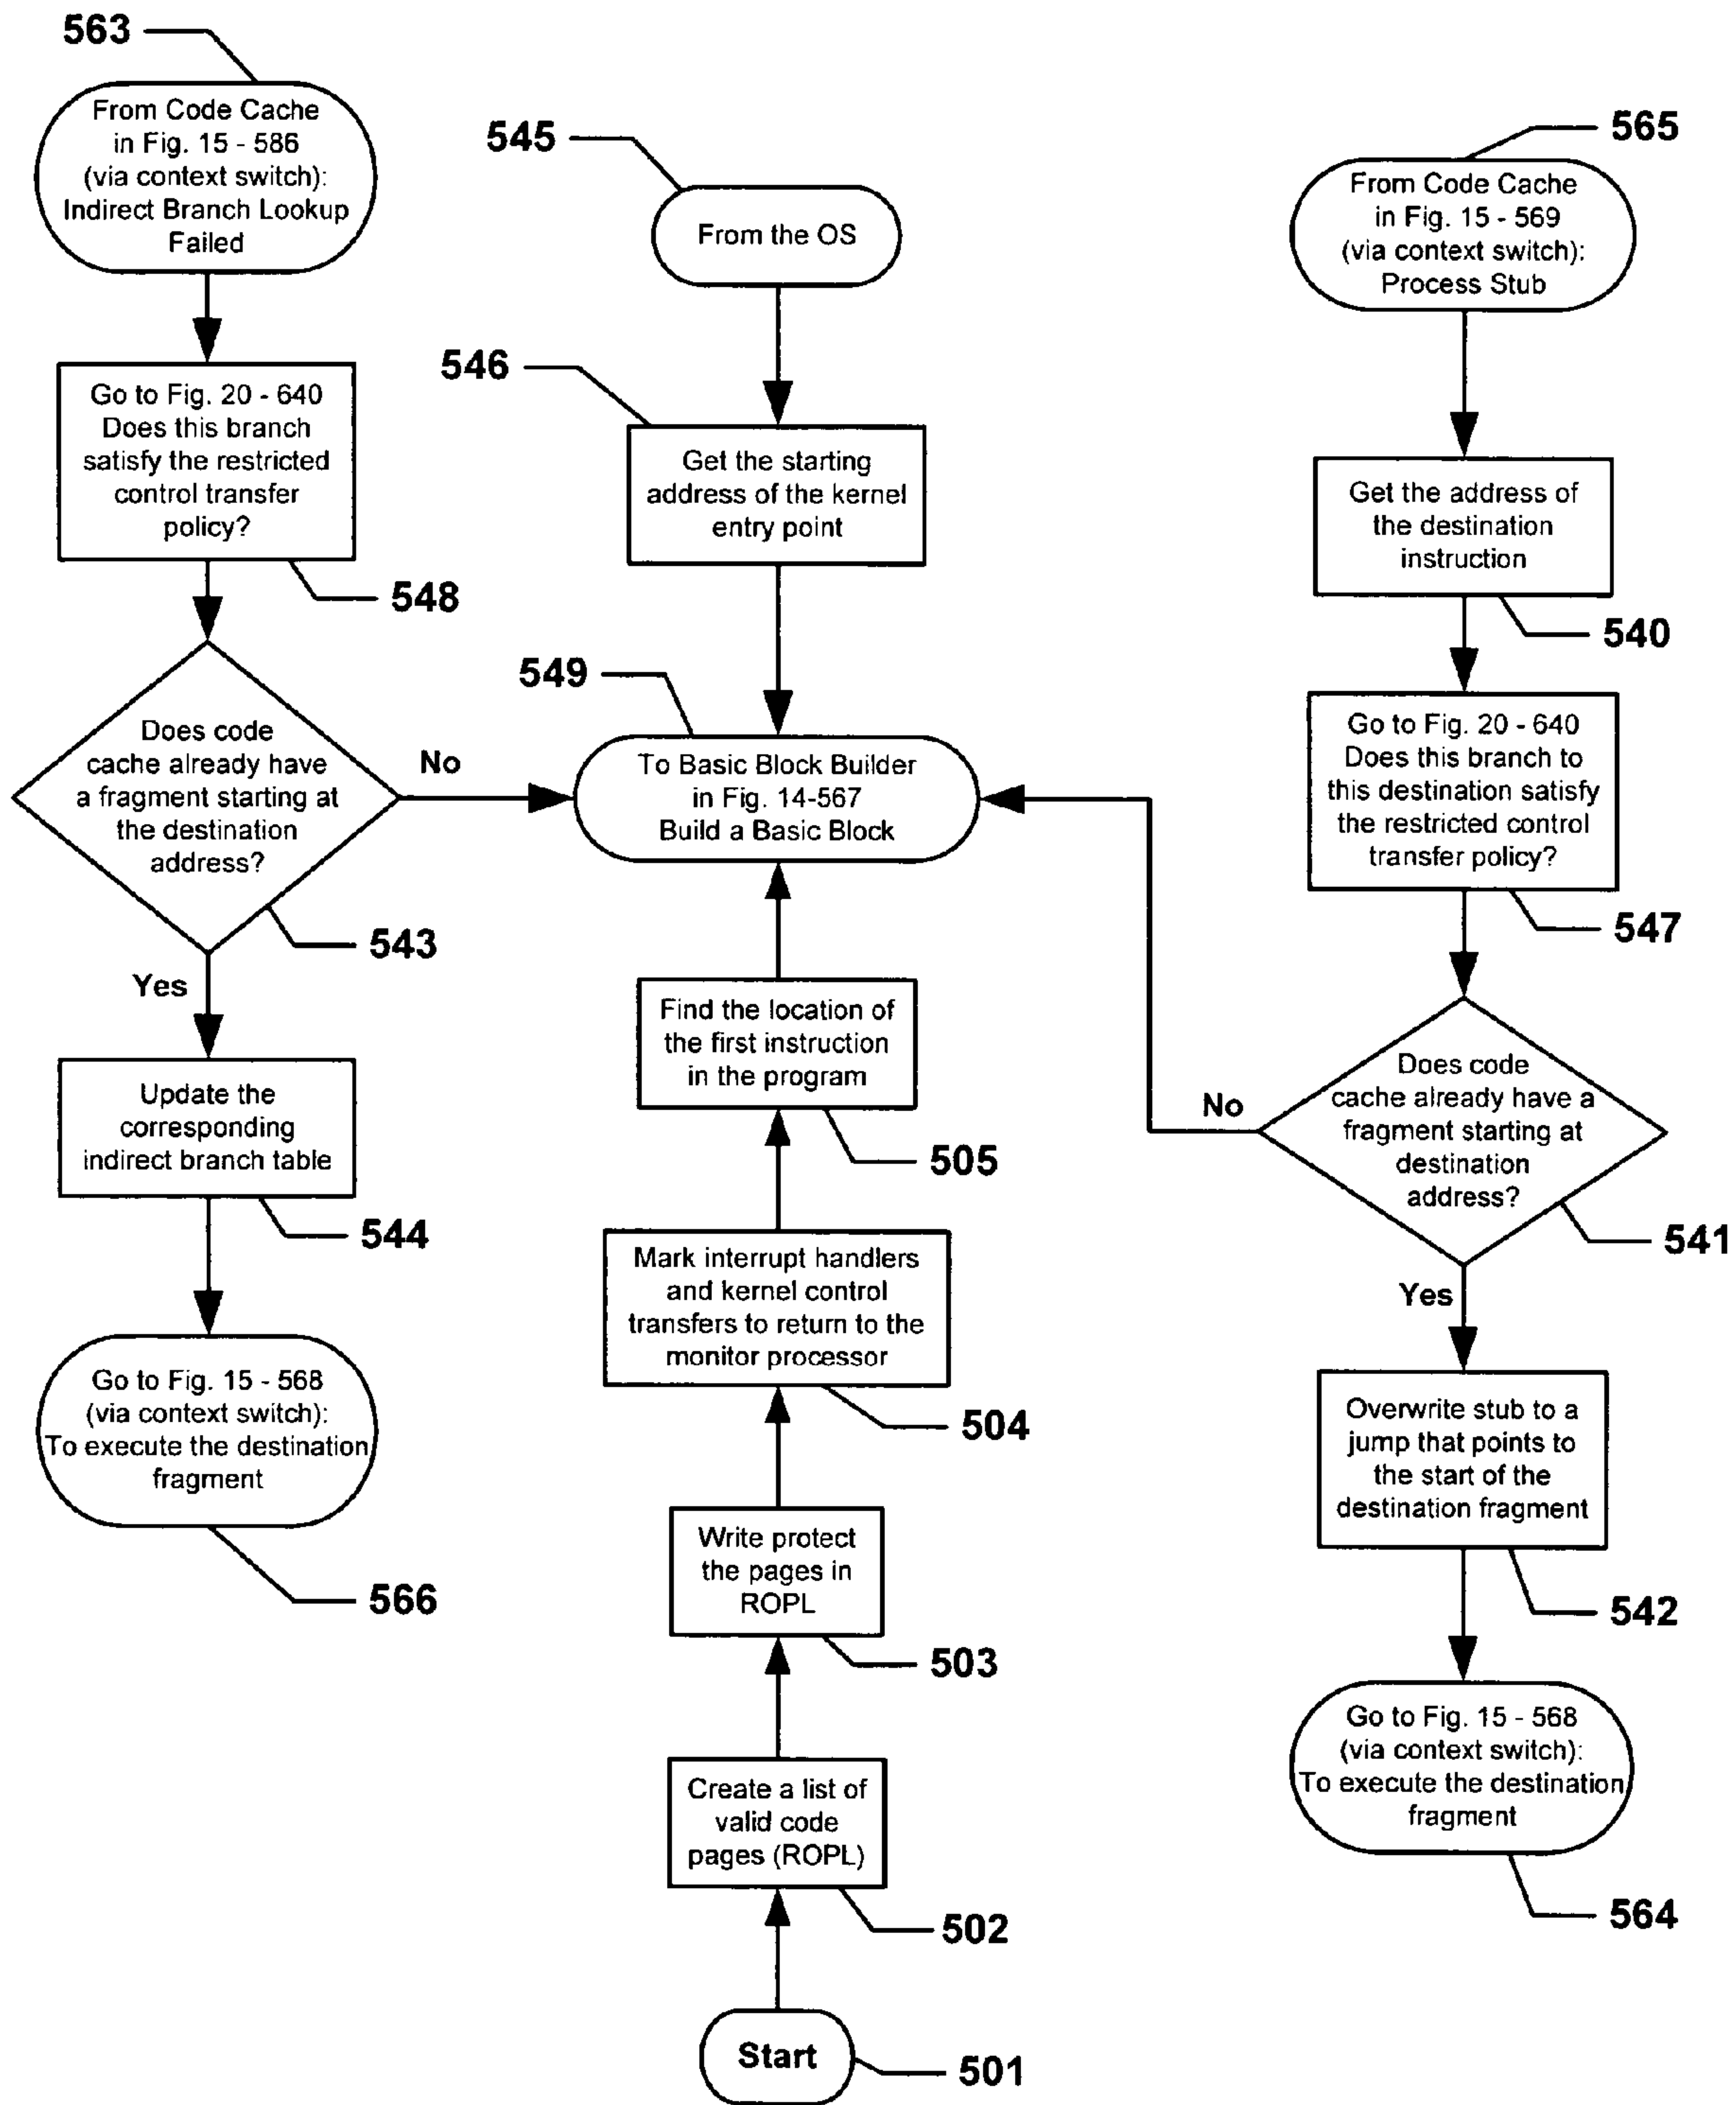 563
From Code Cache
in Fig. 15 - 586
(via context switch):
Indirect Branch Lookup
Failed
Go to Fig. 20 - 640
Does this branch
satisfy the restricted
control transfer
policy?
548
Does code
cache already have
a fragment starting at
the destination
address?
No
543
Yes
Update the
corresponding
indirect branch table
544
Go to Fig. 15 - 568
(via context switch):
To execute the destination
fragment
566
545
From the OS
546
Get the starting
address of the kernel
entry point
549
To Basic Block Builder
in Fig. 14-567
Build a Basic Block
Find the location of
the first instruction
in the program
505
Mark interrupt handlers
and kernel control
transfers to return to the
monitor processor
504
Write protect
the pages in
ROPL
503
Create a list of
valid code
pages (ROPL)
502
Start
501
565
From Code Cache
in Fig. 15 - 569
(via context switch):
Process Stub
Get the address of
the destination
instruction
540
Go to Fig. 20 - 640
Does this branch to
this destination satisfy
the restricted control
transfer policy?
547
Does code
cache already have a
fragment starting at
destination
address?
No
541
Yes
Overwrite stub to a
jump that points to
the start of the
destination fragment
542
Go to Fig. 15 - 568
(via context switch):
To execute the destination
fragment
564